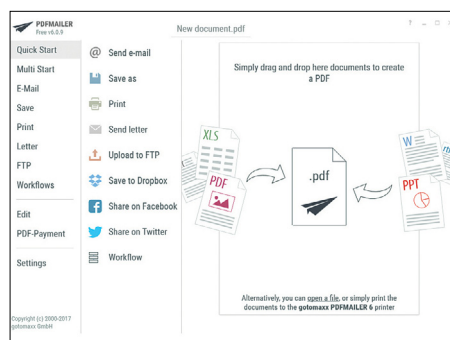 PDFMAILER
Free v6.0.9
New document.pdf
?
Quick Start
Multi Start
E-Mail
Save
Print
Letter
FTP
Workflows
Edit
PDF-Payment
Settings
Copyright (c) 2000-2017
gotomaxx GmbH
@ Send e-mail
Save as
Print
Send letter
Upload to FTP
Save to Dropbox
Share on Facebook
Share on Twitter
Workflow
Simply drag and drop here documents to create
a PDF
XLS
PDF
.pdf
W
PPT
Alternatively, you can open a file, or simply print the
documents to the gotomaxx PDFMAILER 6 printer